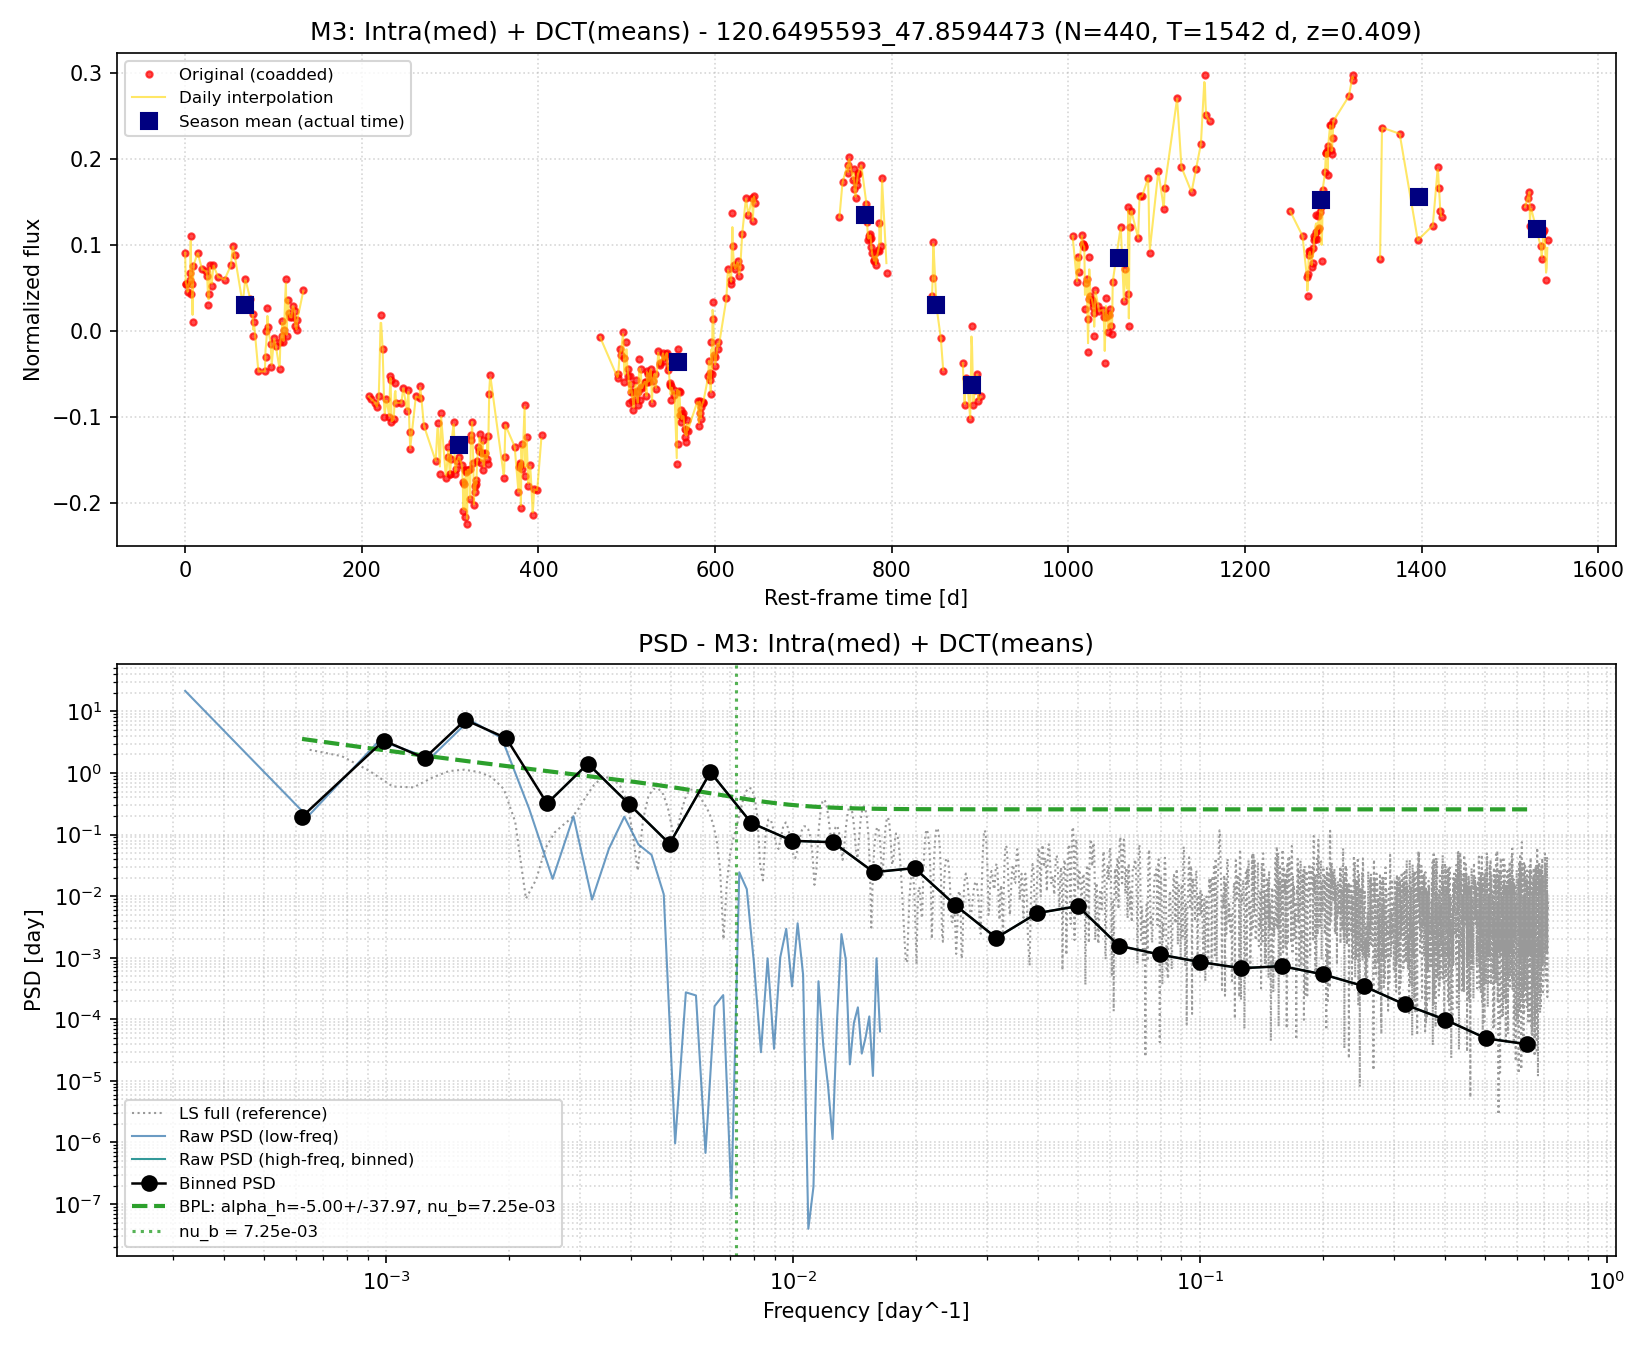 M3: Intra(med) + DCT(means) - 120.6495593_47.8594473 (N=440, T=1542 d, z=0.409)
Original (coadded)
Daily interpolation
Season mean (actual time)
Normalized flux
0.3
0.2
0.1
0.0
−0.1
−0.2
0 200 400 600 800 1000 1200 1400 1600
Rest-frame time [d]
PSD - M3: Intra(med) + DCT(means)
PSD [day]
10¹
10⁰
10⁻¹
10⁻²
10⁻³
10⁻⁴
10⁻⁵
10⁻⁶
10⁻⁷
LS full (reference)
Raw PSD (low-freq)
Raw PSD (high-freq, binned)
Binned PSD
BPL: alpha_h=-5.00+/-37.97, nu_b=7.25e-03
nu_b = 7.25e-03
10⁻³ 10⁻² 10⁻¹ 10⁰
Frequency [day^-1]